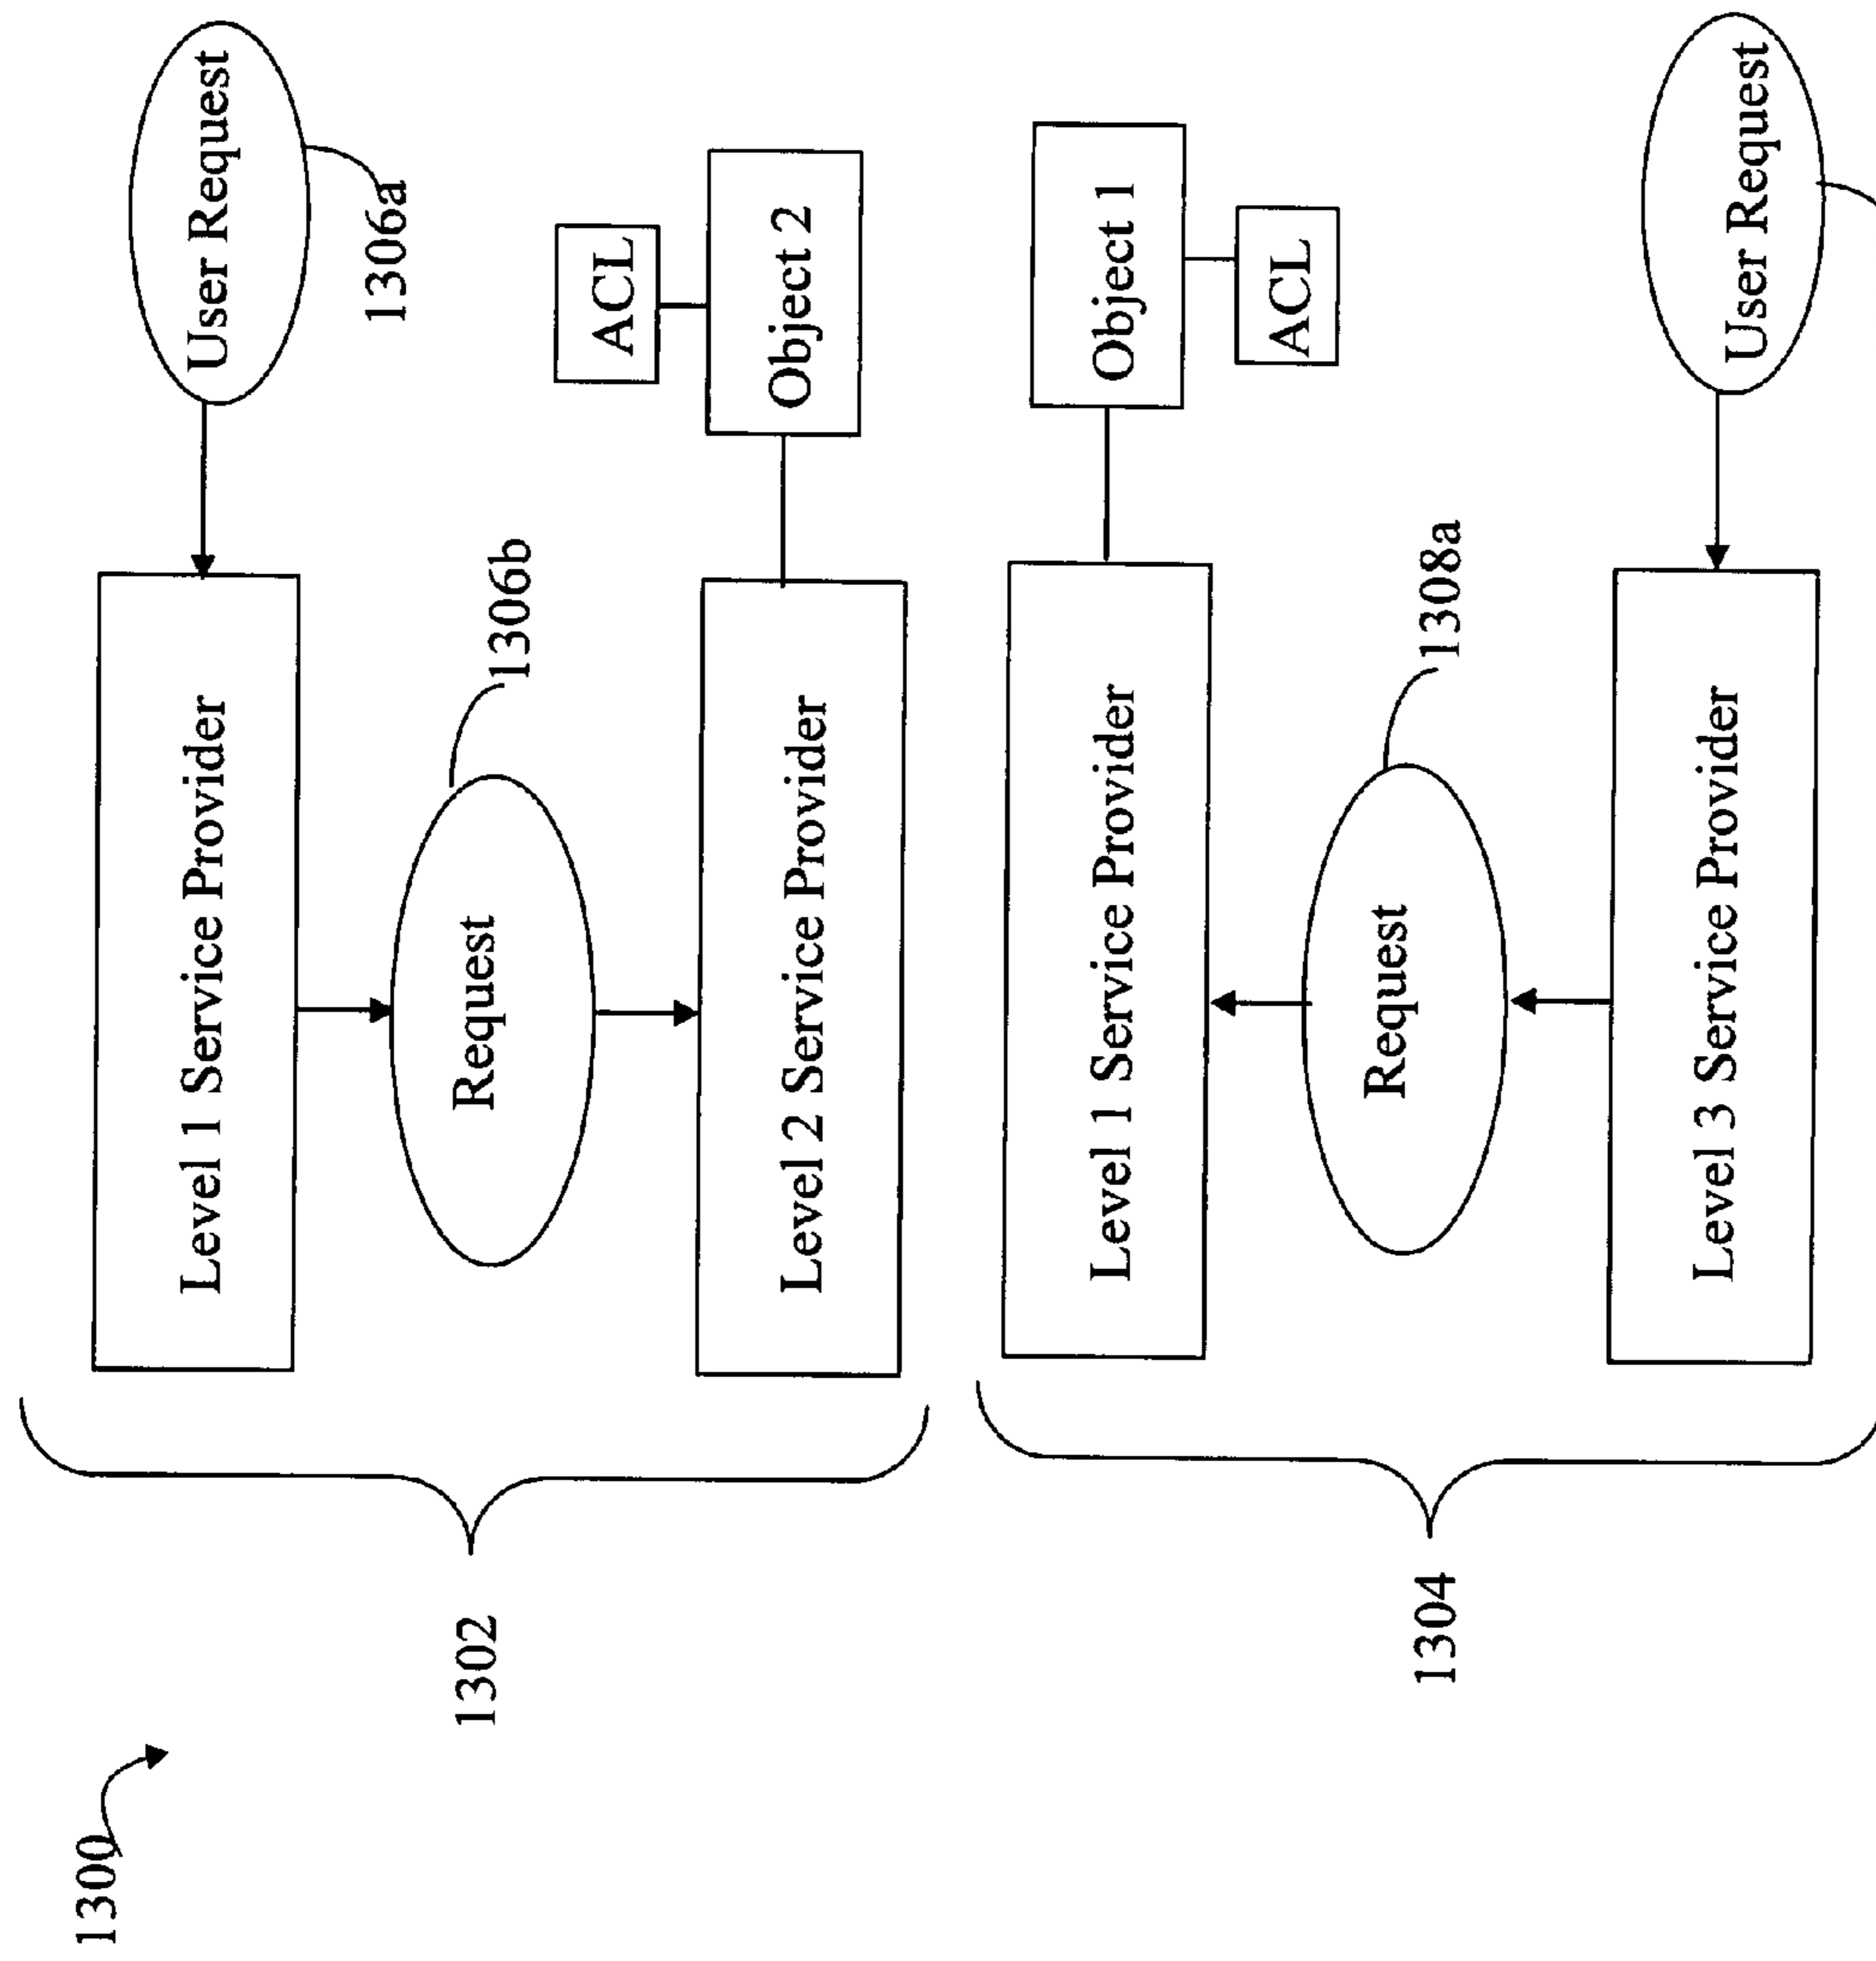 1300
1302
Level 1 Service Provider
User Request
1306a
Request
1306b
Level 2 Service Provider
Object 2
ACL
1304
Level 1 Service Provider
Object 1
ACL
Request
1308a
Level 3 Service Provider
User Request